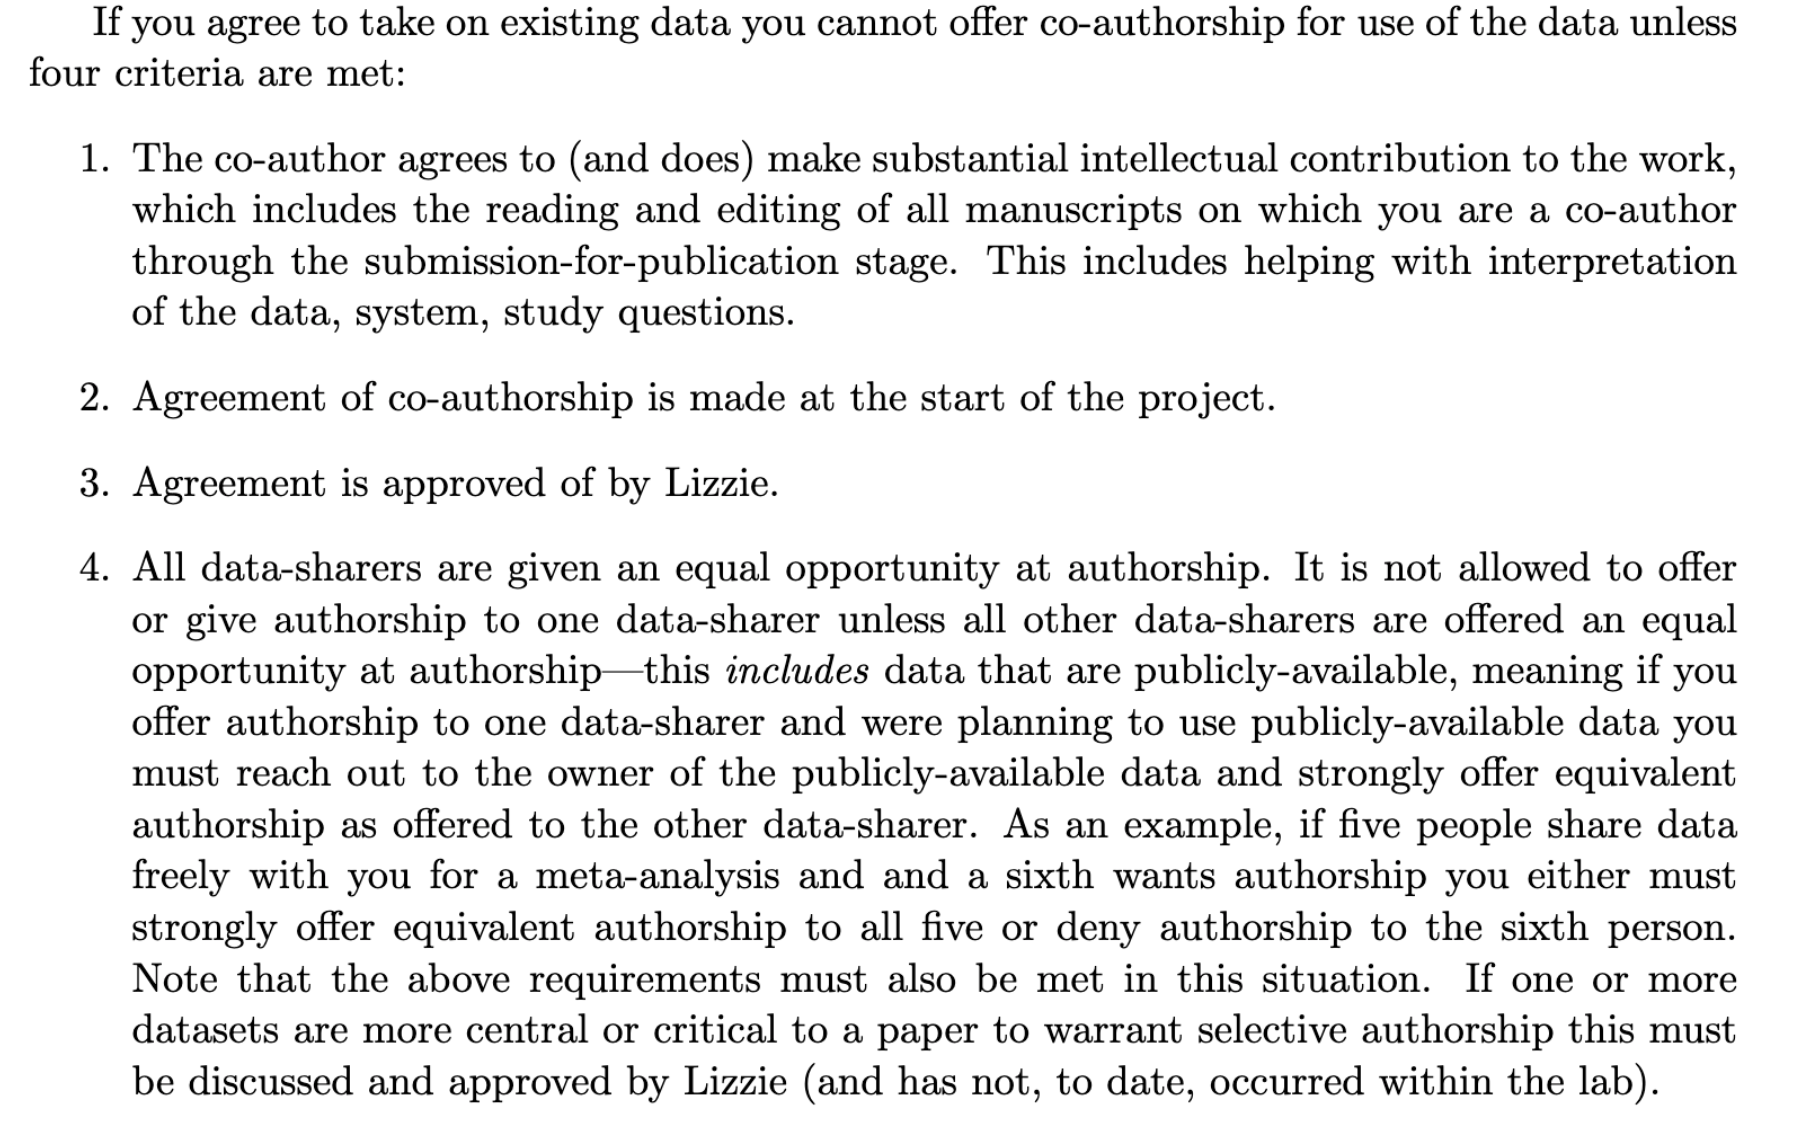 If you agree to take on existing data you cannot offer co-authorship for use of the data unless
four criteria are met:
1. The co-author agrees to (and does) make substantial intellectual contribution to the work,
which includes the reading and editing of all manuscripts on which you are a co-author
through the submission-for-publication stage. This includes helping with interpretation
of the data, system, study questions.
2. Agreement of co-authorship is made at the start of the project.
3. Agreement is approved of by Lizzie.
4. All data-sharers are given an equal opportunity at authorship. It is not allowed to offer
or give authorship to one data-sharer unless all other data-sharers are offered an equal
opportunity at authorship—this includes data that are publicly-available, meaning if you
offer authorship to one data-sharer and were planning to use publicly-available data you
must reach out to the owner of the publicly-available data and strongly offer equivalent
authorship as offered to the other data-sharer. As an example, if five people share data
freely with you for a meta-analysis and and a sixth wants authorship you either must
strongly offer equivalent authorship to all five or deny authorship to the sixth person.
Note that the above requirements must also be met in this situation. If one or more
datasets are more central or critical to a paper to warrant selective authorship this must
be discussed and approved by Lizzie (and has not, to date, occurred within the lab).